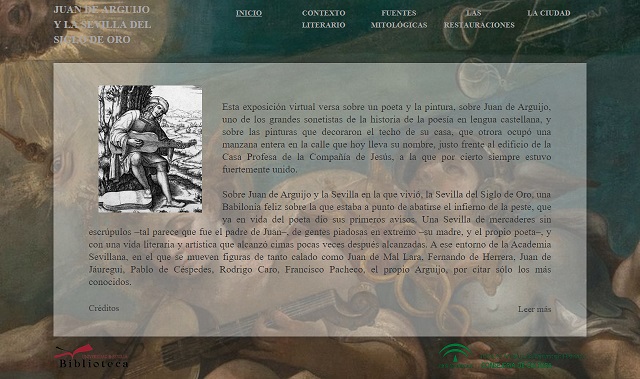 JUAN DE ARGUIJO
Y LA SEVILLA DEL
SIGLO DE ORO
INICIO
CONTEXTO
LITERARIO
FUENTES
MITOLÓGICAS
LAS
RESTAURACIONES
LA CIUDAD
Esta exposición virtual versa sobre un poeta y la pintura, sobre Juan de Arguijo,
uno de los grandes sonetistas de la historia de la poesía en lengua castellana, y
sobre las pinturas que decoraron el techo de su casa, que otrora ocupó una
manzana entera en la calle que hoy lleva su nombre, justo frente al edificio de la
Casa Profesa de la Compañía de Jesús, a la que por cierto siempre estuvo
fuertemente unido.
Sobre Juan de Arguijo y la Sevilla en la que vivió, la Sevilla del Siglo de Oro, una
Babilonia feliz sobre la que estaba a punto de abatirse el infierno de la peste, que
ya en vida del poeta dio sus primeros avisos. Una Sevilla de mercaderes sin
escrúpulos –tal parece que fue el padre de Juan–, de gentes piadosas en extremo –su madre, y el propio poeta–, y
con una vida literaria y artística que alcanzó cimas pocas veces después alcanzadas. A ese entorno de la Academia
Sevillana, en el que se mueven figuras de tanto calado como Juan de Mal Lara, Fernando de Herrera, Juan de
Jáuregui, Pablo de Céspedes, Rodrigo Caro, Francisco Pacheco, el propio Arguijo, por citar sólo los más
conocidos.
Créditos
Leer más
Biblioteca